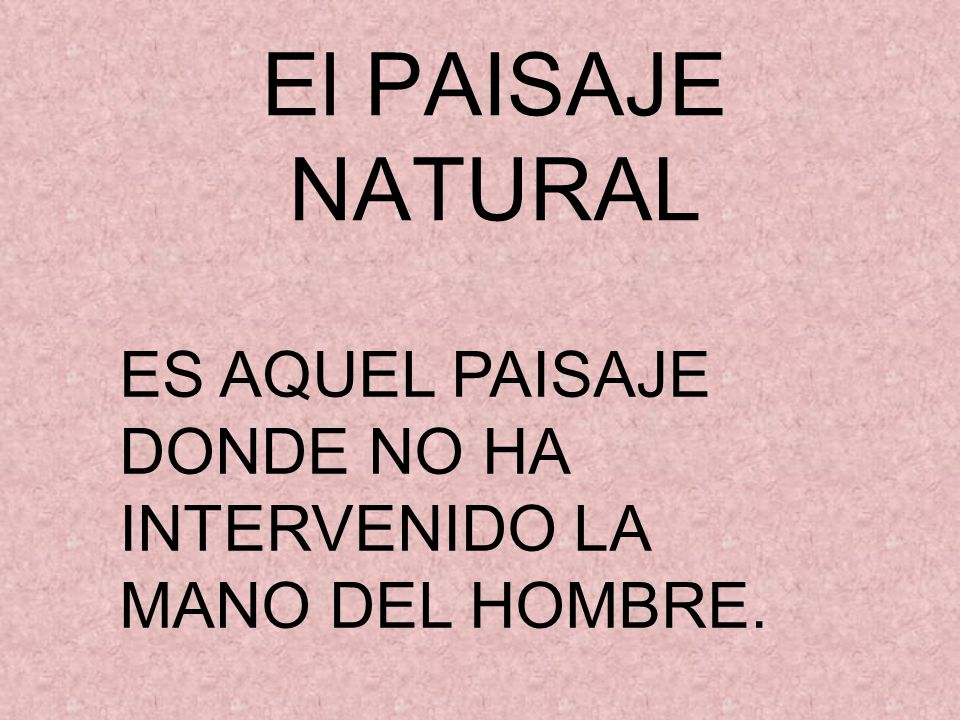 El PAISAJE
NATURAL
ES AQUEL PAISAJE
DONDE NO HA
INTERVENIDO LA
MANO DEL HOMBRE.